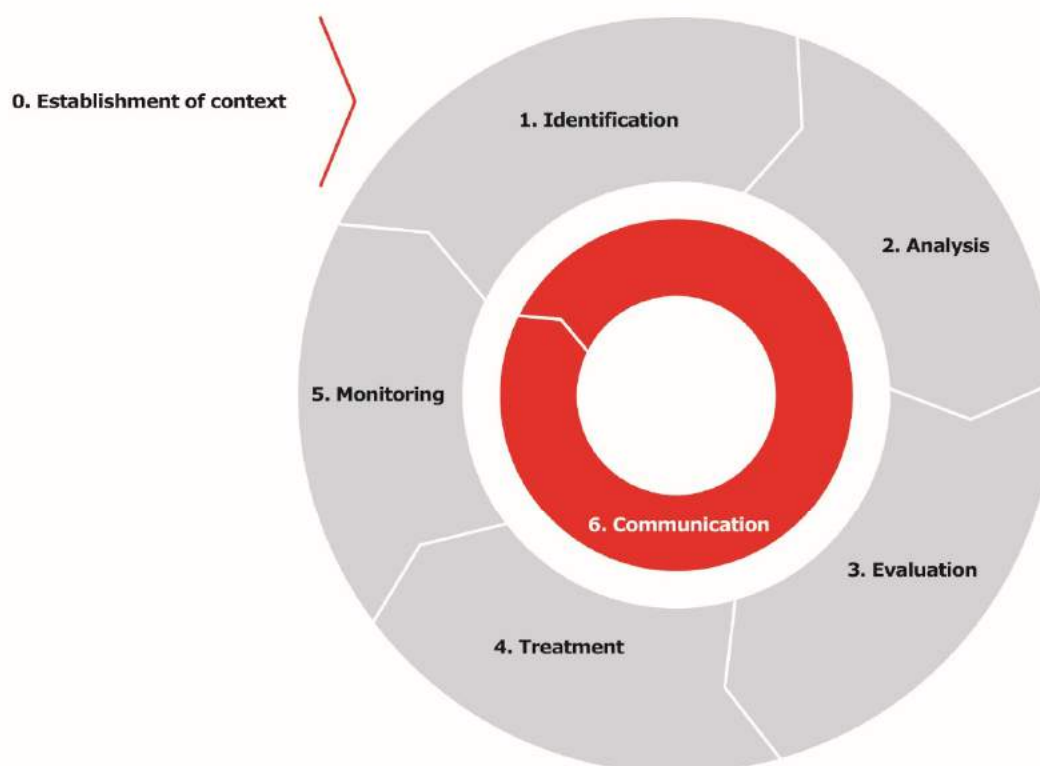 0. Establishment of context
1. Identification
2. Analysis
3. Evaluation
4. Treatment
5. Monitoring
6. Communication